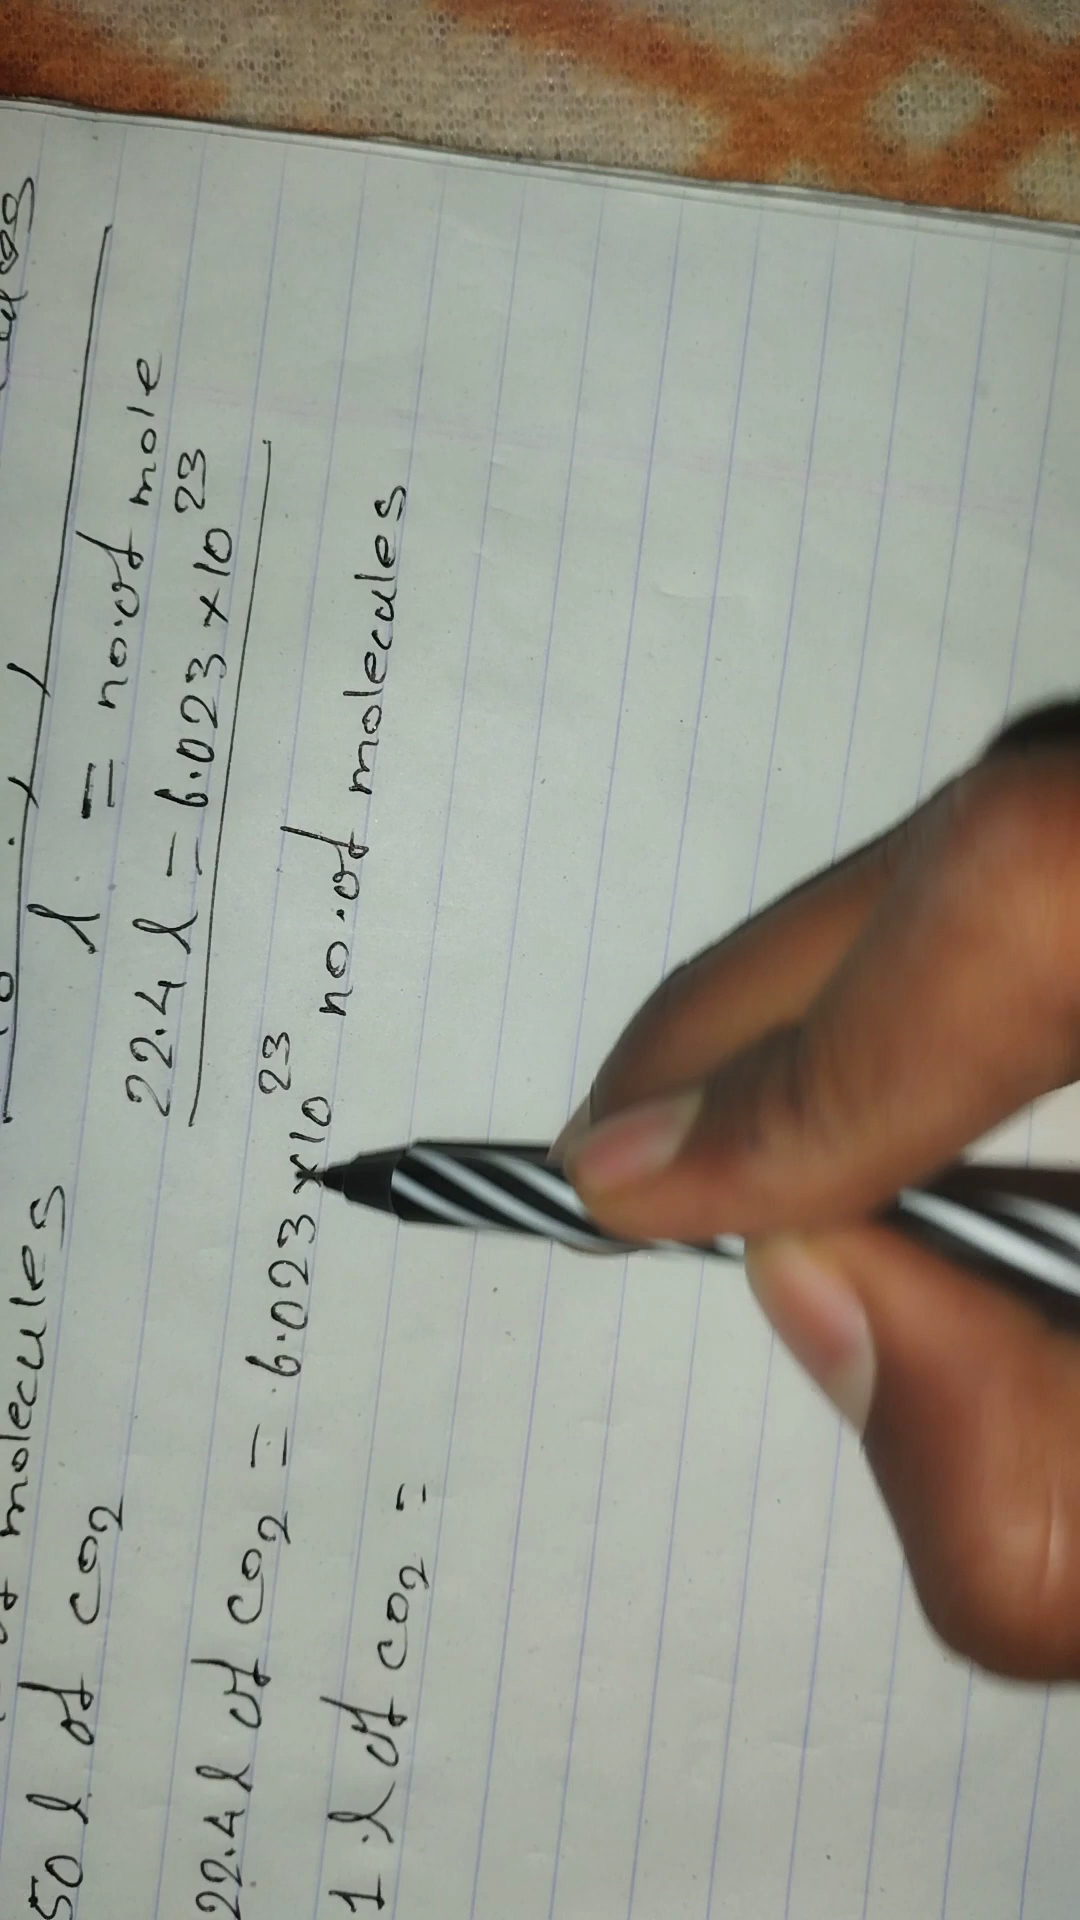 molecules
50 l of co2
l = no.of mole
22.4 l = 6.023 x 10^23
22.4 l of co2 = 6.023 x 10^23 no.of molecules
1 l of co2 =